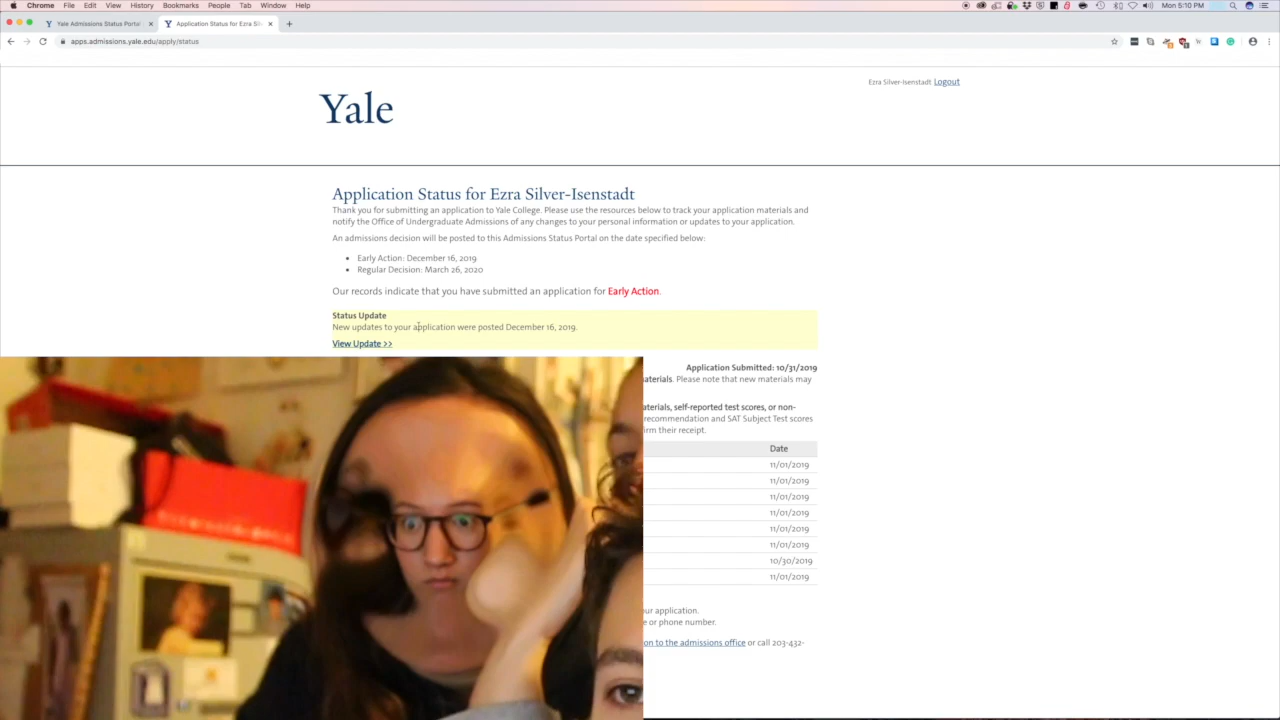 Chrome File Edit View History Bookmarks People Tab Window Help
Mon 5:10 PM
Yale Admissions Status Portal
Application Status for Ezra Silv
apps.admissions.yale.edu/apply/status
Ezra Silver-Isenstadt Logout
Yale
Application Status for Ezra Silver-Isenstadt
Thank you for submitting an application to Yale College. Please use the resources below to track your application materials and
notify the Office of Undergraduate Admissions of any changes to your personal information or updates to your application.
An admissions decision will be posted to this Admissions Status Portal on the date specified below:
• Early Action: December 16, 2019
• Regular Decision: March 26, 2020
Our records indicate that you have submitted an application for Early Action.
Status Update
New updates to your application were posted December 16, 2019.
View Update >>
Application Submitted: 10/31/2019
aterials. Please note that new materials may
aterials, self-reported test scores, or non-
recommendation and SAT Subject Test scores
irm their receipt.
Date
11/01/2019
11/01/2019
11/01/2019
11/01/2019
11/01/2019
11/01/2019
10/30/2019
11/01/2019
ur application.
e or phone number.
on to the admissions office or call 203-432-